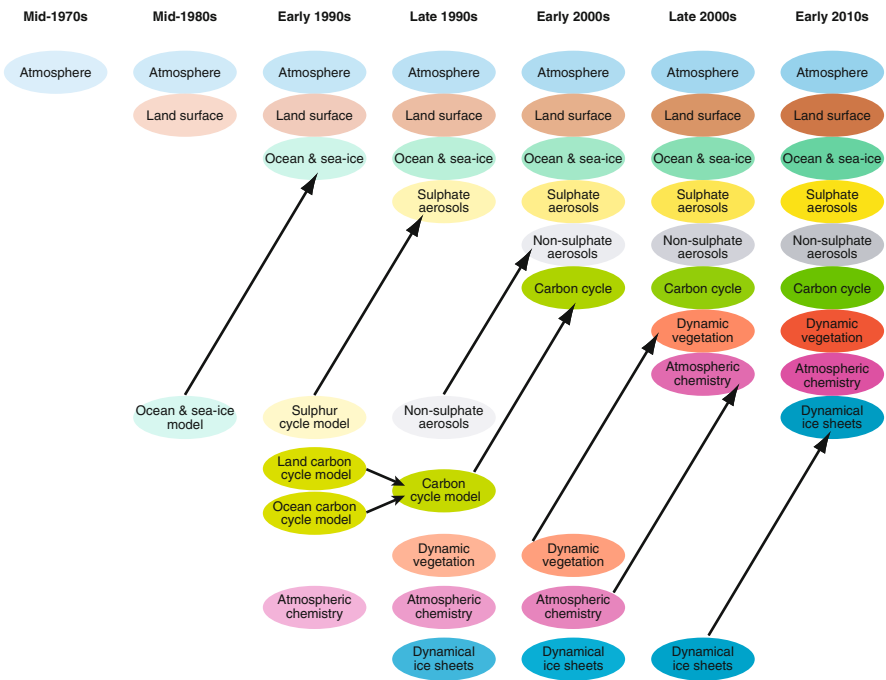 Mid-1970s Mid-1980s Early 1990s Late 1990s Early 2000s Late 2000s Early 2010s
Atmosphere Atmosphere Atmosphere Atmosphere Atmosphere Atmosphere Atmosphere
Land surface Land surface Land surface Land surface Land surface Land surface
Ocean & sea-ice Ocean & sea-ice Ocean & sea-ice Ocean & sea-ice Ocean & sea-ice
Sulphate Sulphate Sulphate Sulphate
aerosols aerosols aerosols aerosols
Non-sulphate Non-sulphate Non-sulphate
aerosols aerosols aerosols
Carbon cycle Carbon cycle Carbon cycle
Dynamic Dynamic
vegetation vegetation
Atmospheric Atmospheric
chemistry chemistry
Ocean & sea-ice Sulphur Non-sulphate Dynamical
model cycle model aerosols ice sheets
Land carbon
cycle model
Carbon
cycle model
Ocean carbon
cycle model
Dynamic Dynamic
vegetation vegetation
Atmospheric Atmospheric Atmospheric
chemistry chemistry chemistry
Dynamical Dynamical Dynamical
ice sheets ice sheets ice sheets